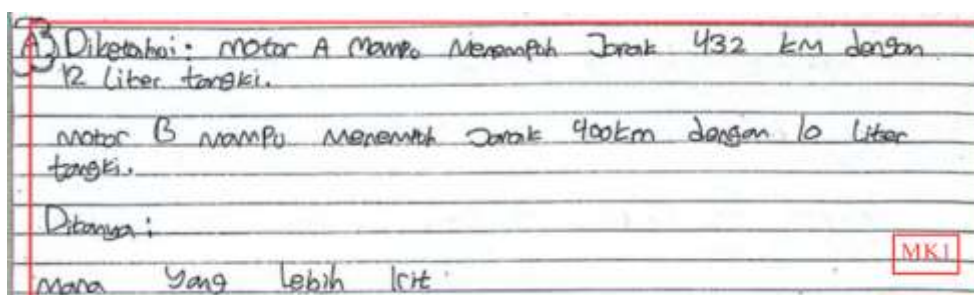 A3 Diketahui: motor A mampu menempuh Jarak 432 km dengan
12 Liter tangki.
motor B mampu menempuh Jarak 400km dengan 10 Liter
tangki.
Ditanya:
MK1
mana yang lebih Irit